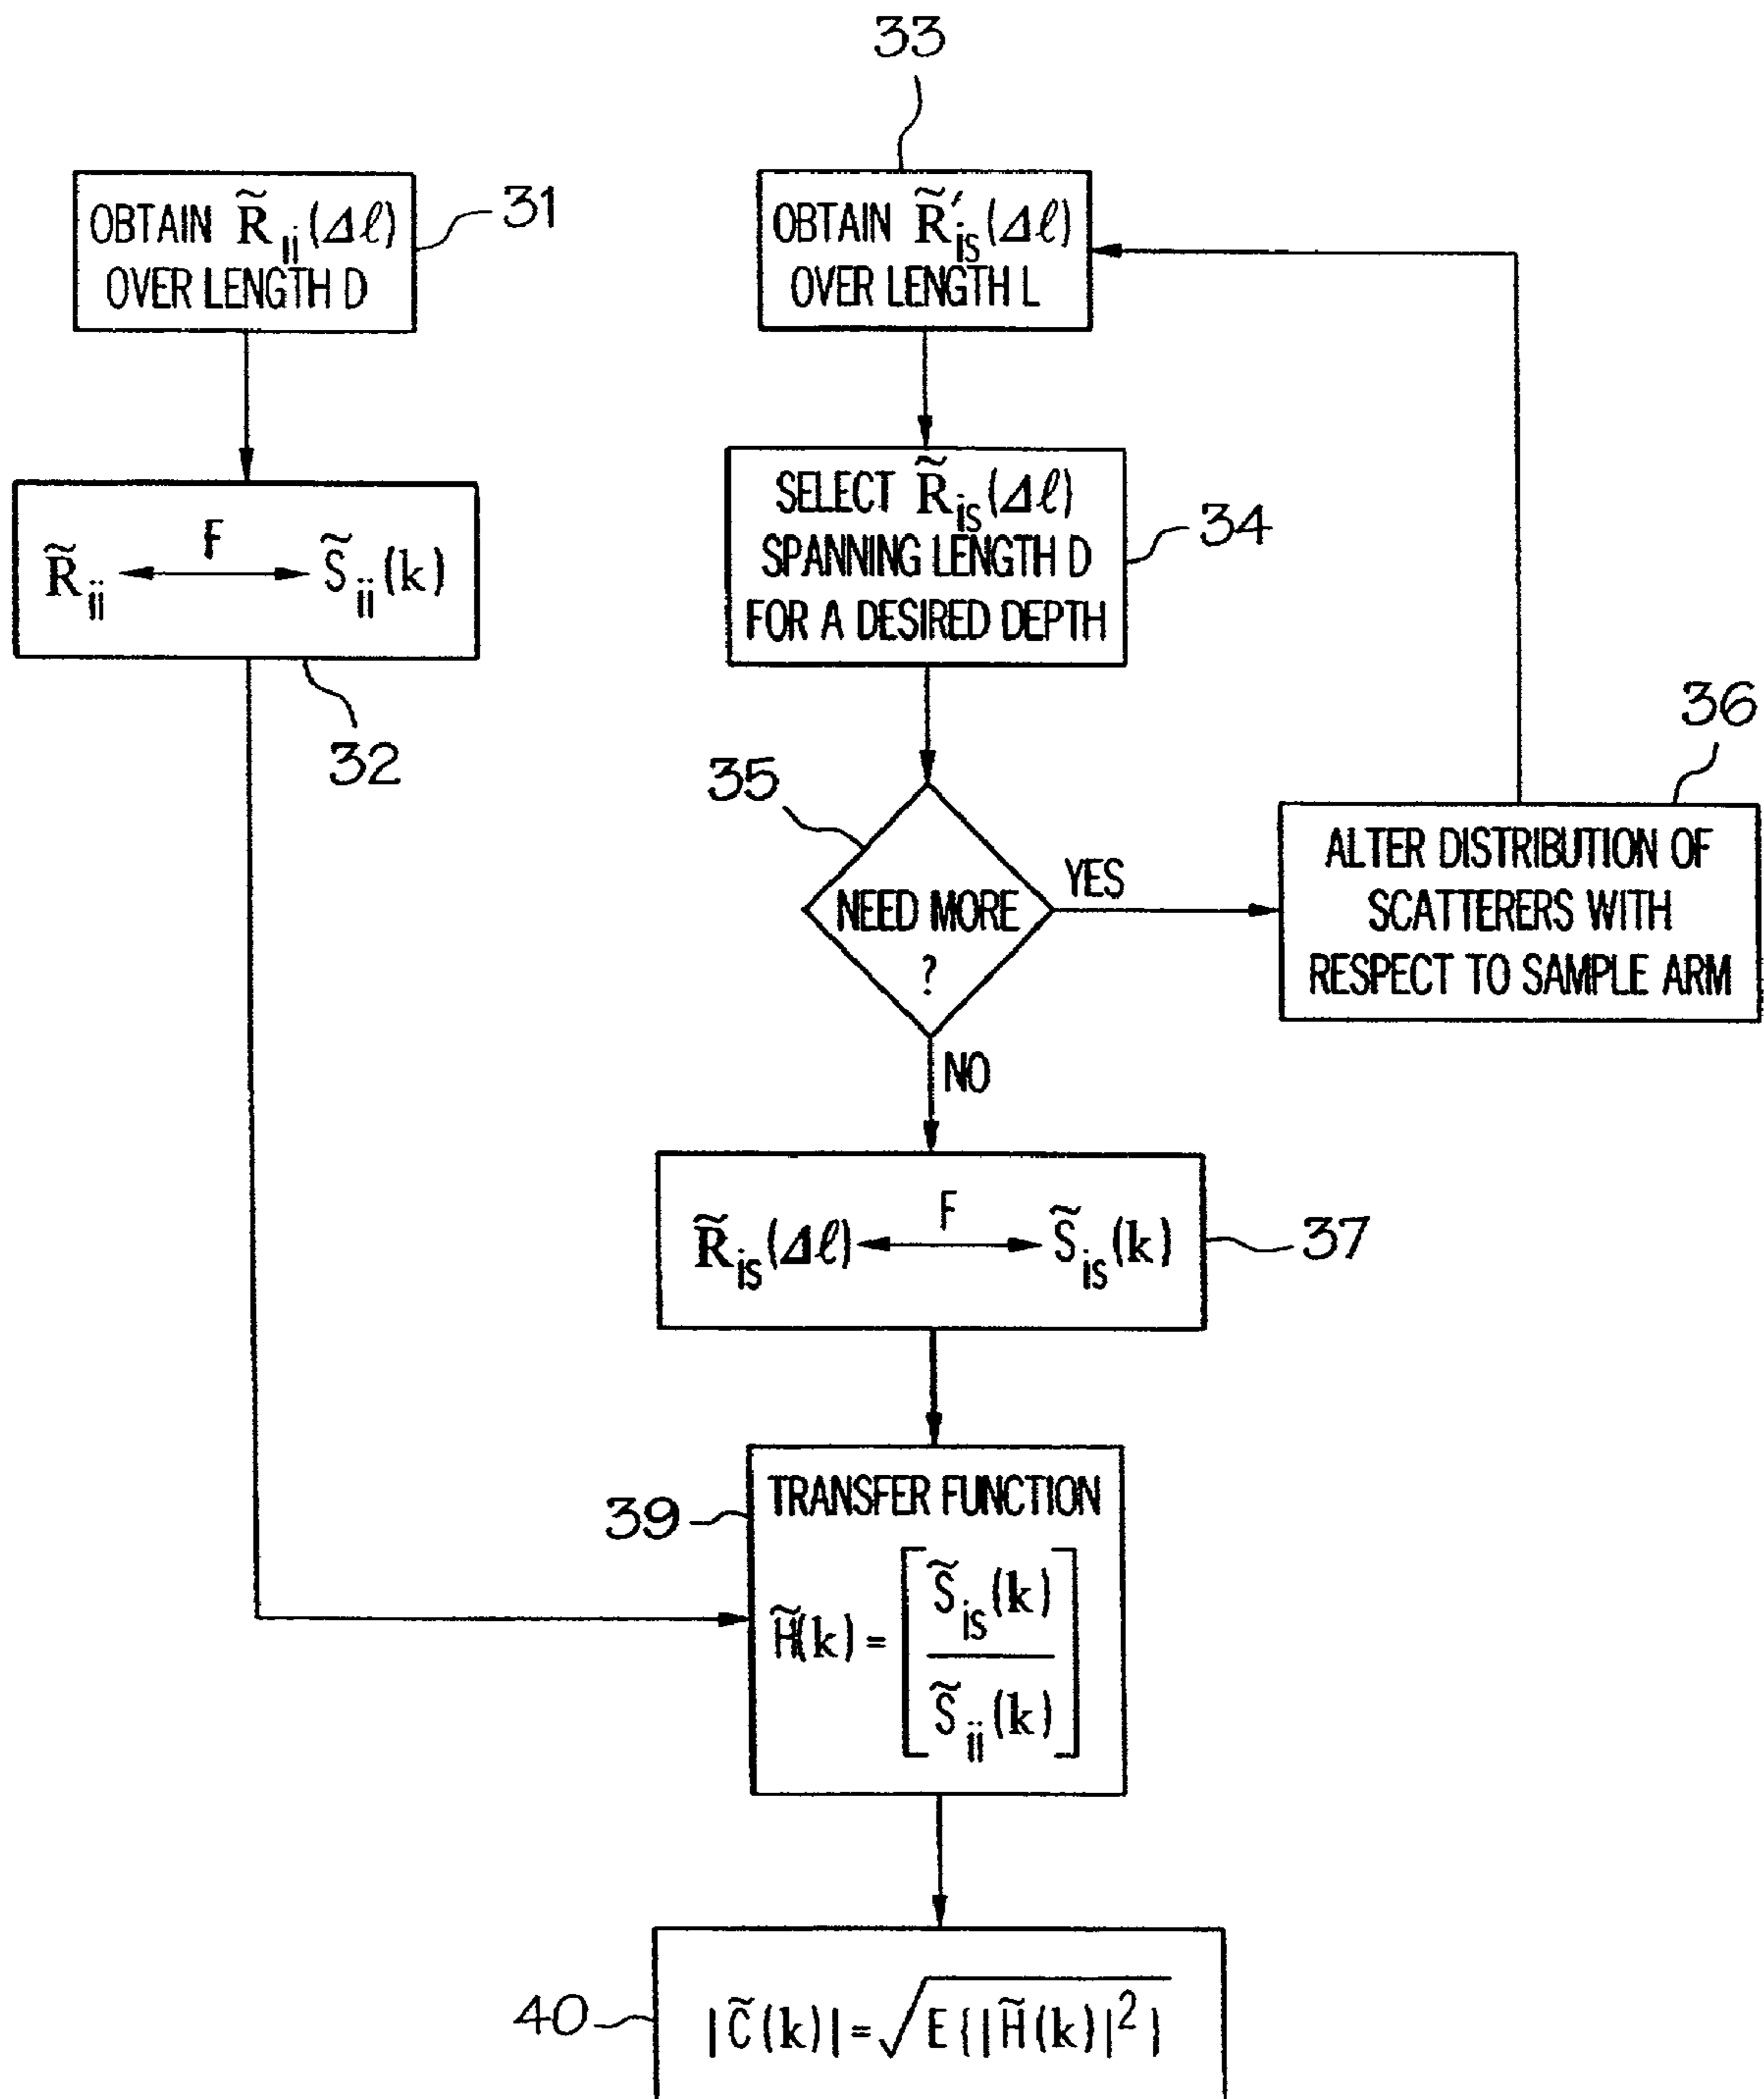 33
OBTAIN R̃ii(Δℓ)
OVER LENGTH D
31
OBTAIN R̃′is(Δℓ)
OVER LENGTH L
SELECT R̃is(Δℓ)
SPANNING LENGTH D
FOR A DESIRED DEPTH
34
R̃ii F S̃ii(k)
32
35
NEED MORE
?
YES
36
ALTER DISTRIBUTION OF
SCATTERERS WITH
RESPECT TO SAMPLE ARM
NO
R̃is(Δℓ) F S̃is(k)
37
39
TRANSFER FUNCTION
H̃(k) = [S̃is(k) / S̃ii(k)]
40
|C̃(k)| = √E{|H̃(k)|²}